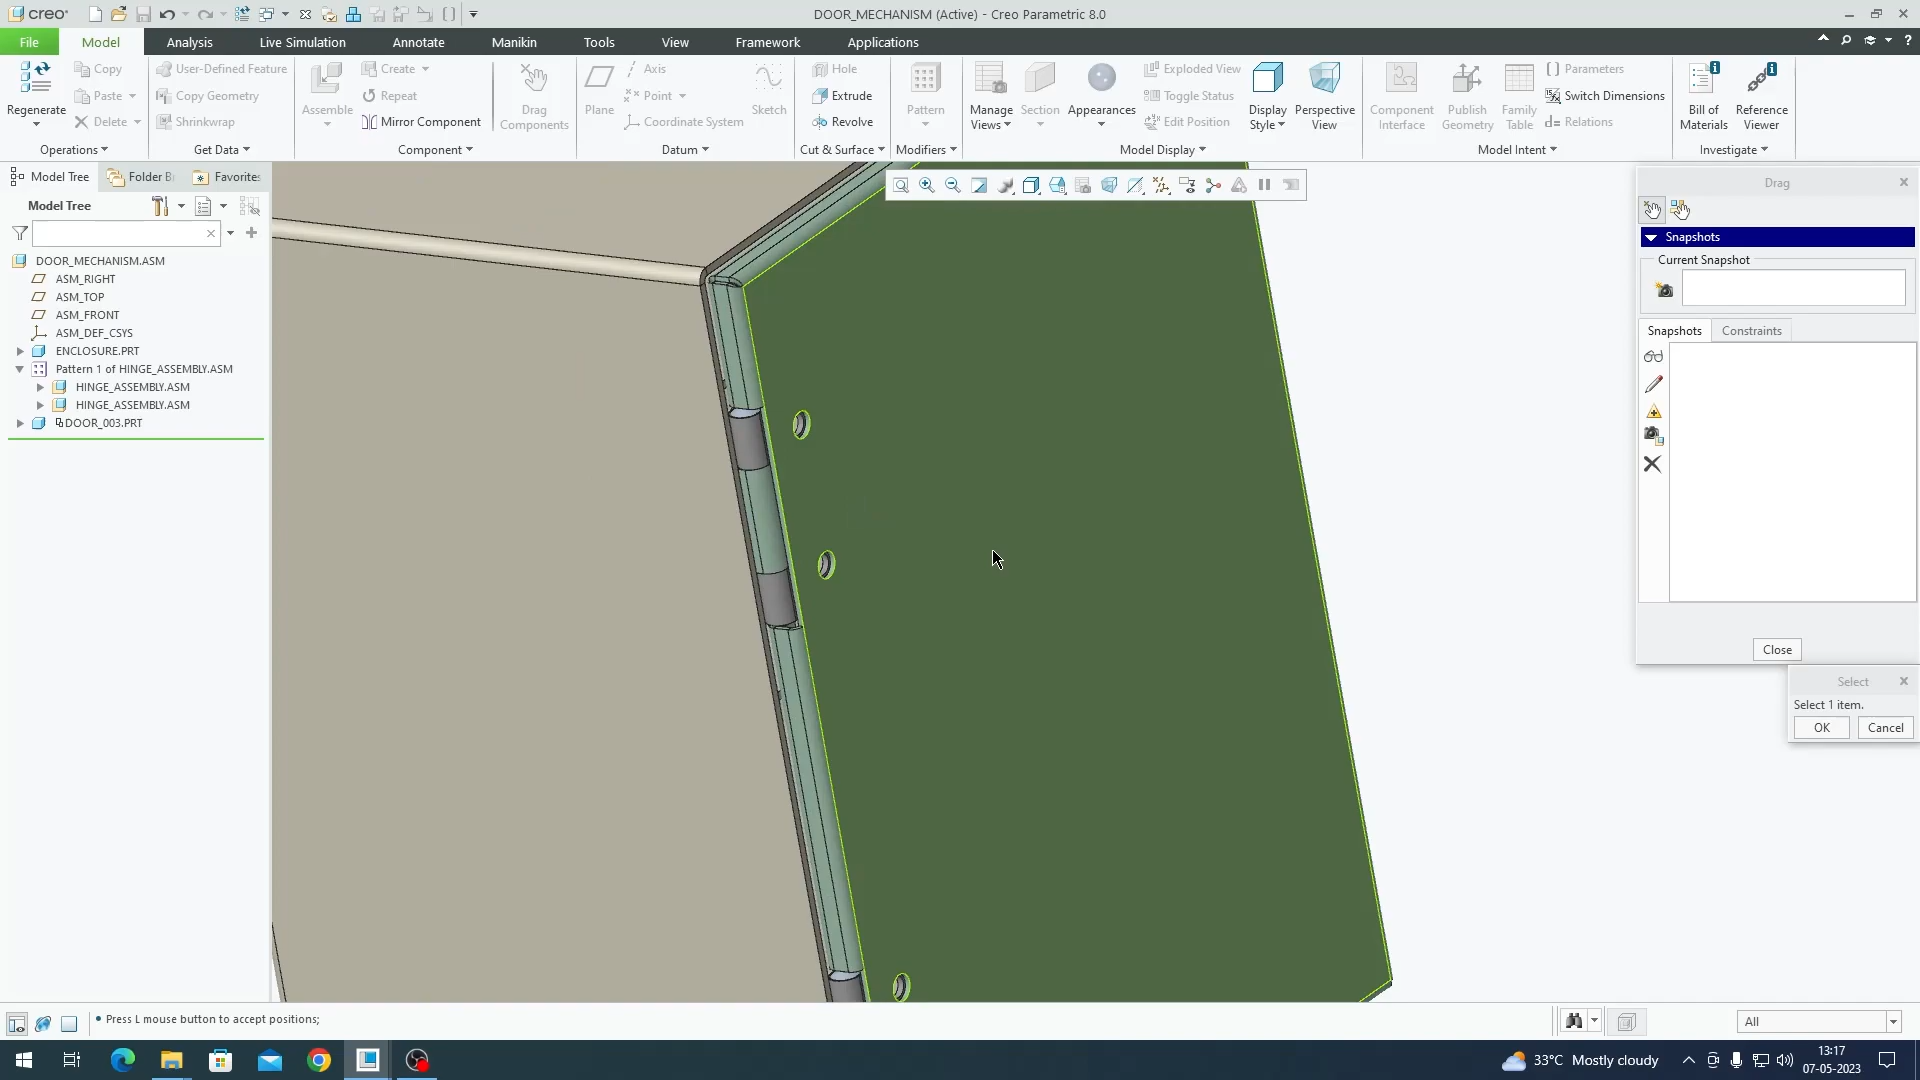 creo
DOOR_MECHANISM (Active) - Creo Parametric 8.0
File Model Analysis Live Simulation Annotate Manikin Tools View Framework Applications
Regenerate
Copy
Paste
Delete
Operations
User-Defined Feature
Copy Geometry
Shrinkwrap
Get Data
Assemble
Create
Repeat
Mirror Component
Drag Components
Component
Plane
Axis
Point
Coordinate System
Sketch
Datum
Hole
Extrude
Revolve
Cut & Surface
Pattern
Modifiers
Manage Views
Section
Appearances
Exploded View
Toggle Status
Edit Position
Display Style
Perspective View
Model Display
Component Interface
Publish Geometry
Family Table
Parameters
Switch Dimensions
Relations
Model Intent
Bill of Materials
Reference Viewer
Investigate
Model Tree Folder B Favorites
Model Tree
DOOR_MECHANISM.ASM
ASM_RIGHT
ASM_TOP
ASM_FRONT
ASM_DEF_CSYS
ENCLOSURE.PRT
Pattern 1 of HINGE_ASSEMBLY.ASM
HINGE_ASSEMBLY.ASM
HINGE_ASSEMBLY.ASM
DOOR_003.PRT
Drag
Snapshots
Current Snapshot
Snapshots Constraints
Close
Select
Select 1 item.
OK Cancel
Press L mouse button to accept positions;
All
33°C Mostly cloudy
13:17
07-05-2023